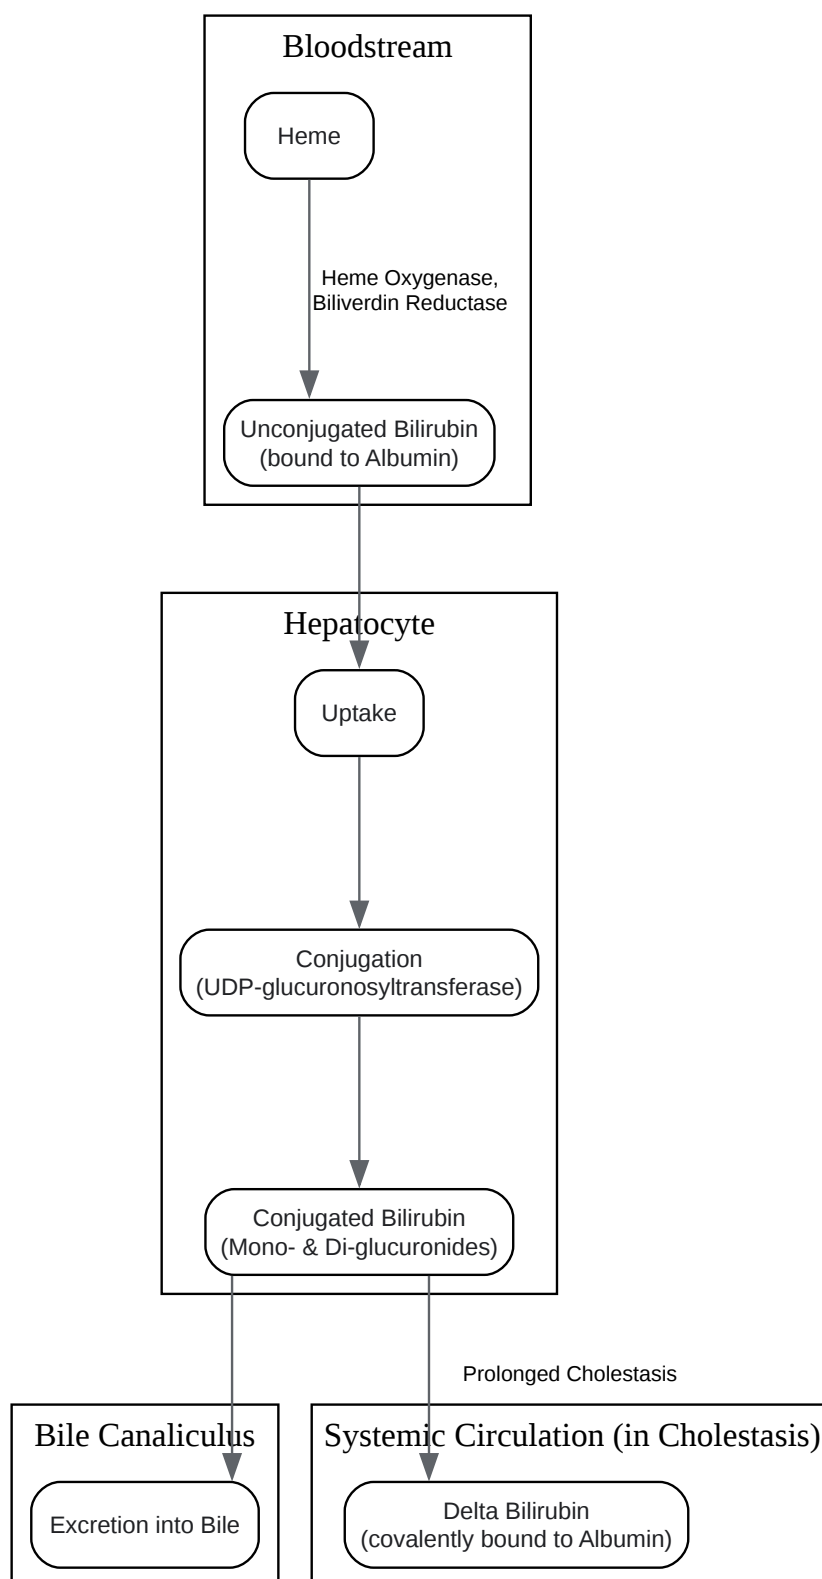 Bloodstream
Heme
Heme Oxygenase,
Biliverdin Reductase
Unconjugated Bilirubin
(bound to Albumin)
Hepatocyte
Uptake
Conjugation
(UDP-glucuronosyltransferase)
Conjugated Bilirubin
(Mono- & Di-glucuronides)
Prolonged Cholestasis
Bile Canaliculus
Excretion into Bile
Systemic Circulation (in Cholestasis)
Delta Bilirubin
(covalently bound to Albumin)